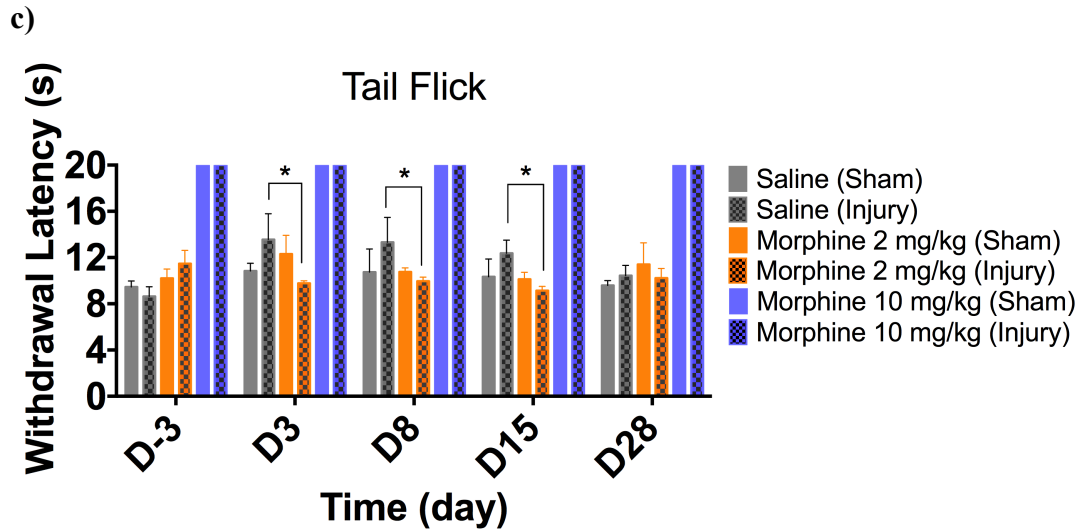 c)
Tail Flick
Withdrawal Latency (s)
20
16
12
8
4
0
*
*
*
D-3
D3
D8
D15
D28
Time (day)
Saline (Sham)
Saline (Injury)
Morphine 2 mg/kg (Sham)
Morphine 2 mg/kg (Injury)
Morphine 10 mg/kg (Sham)
Morphine 10 mg/kg (Injury)